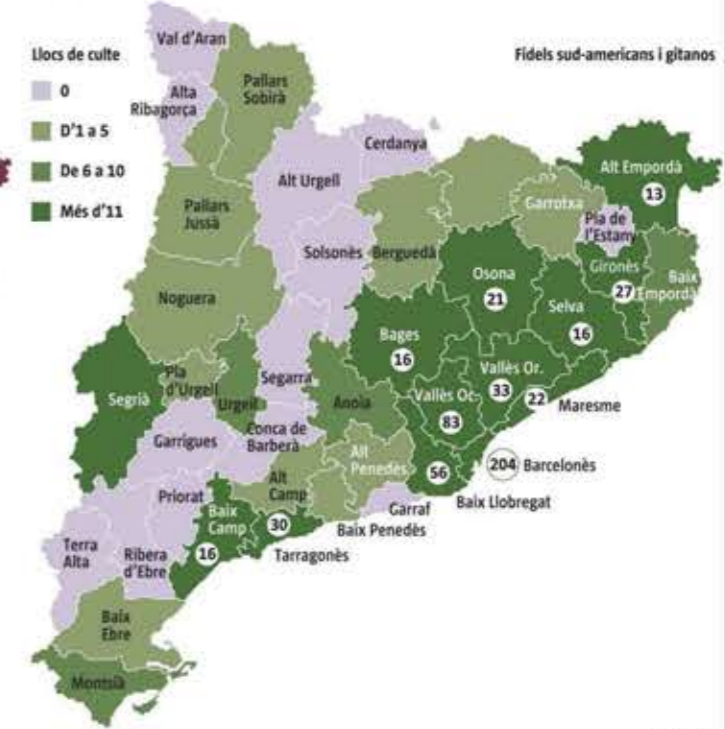 Llocs de culte
0
D'1 a 5
De 6 a 10
Més d'11
Fidels sud-americans i gitanos
Val d'Aran
Alta
Ribagorça
Pallars
Sobirà
Cerdanya
Alt Urgell
Alt Empordà
13
Garrotxa
Pla de
l'Estany
Pallars
Jussà
Solsonès
Berguedà
Osona
21
Gironès
27
Baix
Empordà
Noguera
Selva
16
Bages
16
Vallès Or.
33
Segrià
Pla
d'Urgell
Urgell
Segarra
Anoia
Vallès Oc.
83
22
Maresme
Garrigues
Conca de
Barberà
Alt
Penedès
56
204
Barcelonès
Baix Llobregat
Garraf
Priorat
Alt
Camp
Baix
Camp
16
30
Baix Penedès
Tarragonès
Terra
Alta
Ribera
d'Ebre
Baix
Ebre
Montsià